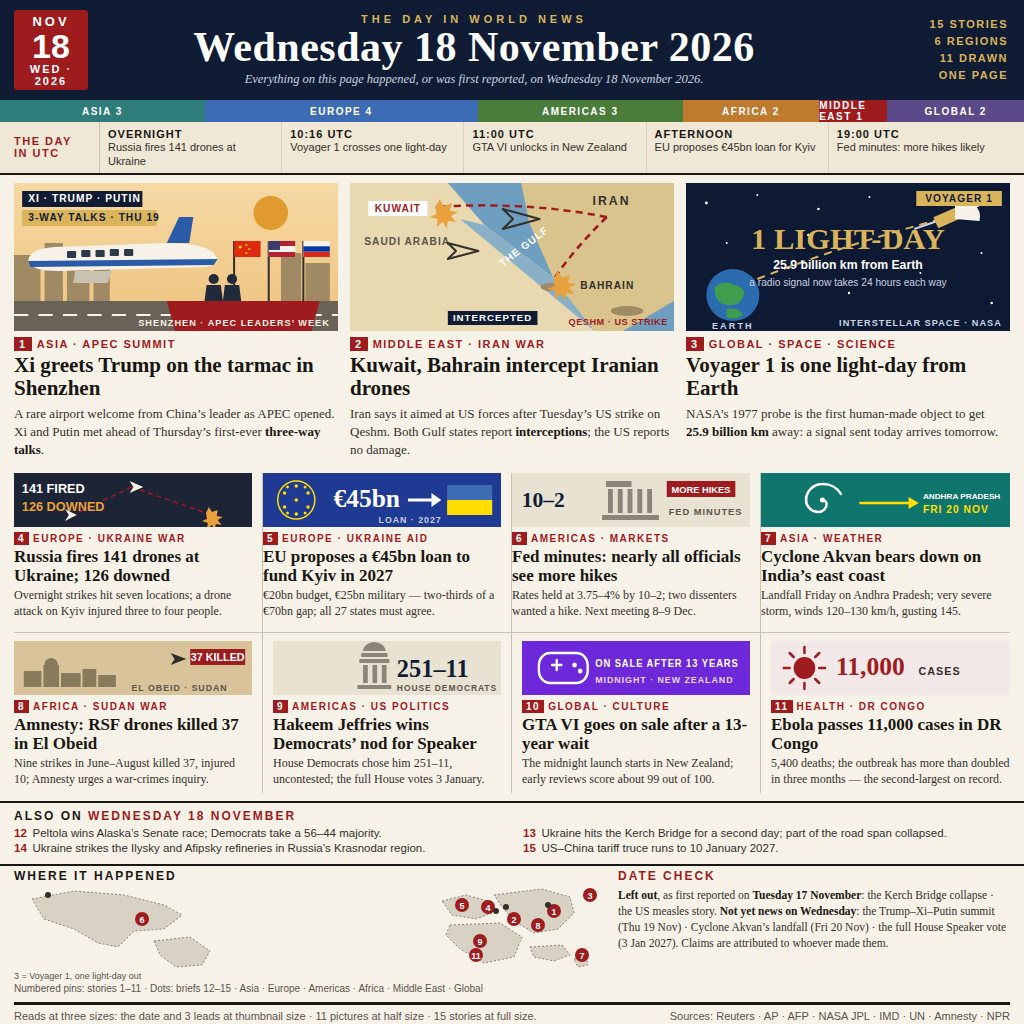 NOV
18
WED ·
2026
THE DAY IN WORLD NEWS
Wednesday 18 November 2026
Everything on this page happened, or was first reported, on Wednesday 18 November 2026.
15 STORIES
6 REGIONS
11 DRAWN
ONE PAGE
ASIA 3
EUROPE 4
AMERICAS 3
AFRICA 2
MIDDLE
EAST 1
GLOBAL 2
THE DAY
IN UTC
OVERNIGHT
Russia fires 141 drones at
Ukraine
10:16 UTC
Voyager 1 crosses one light-day
11:00 UTC
GTA VI unlocks in New Zealand
AFTERNOON
EU proposes €45bn loan for Kyiv
19:00 UTC
Fed minutes: more hikes likely
XI · TRUMP · PUTIN
3-WAY TALKS · THU 19
SHENZHEN · APEC LEADERS' WEEK
KUWAIT
SAUDI ARABIA
IRAN
THE GULF
BAHRAIN
INTERCEPTED
QESHM · US STRIKE
VOYAGER 1
1 LIGHT-DAY
25.9 billion km from Earth
a radio signal now takes 24 hours each way
EARTH
INTERSTELLAR SPACE · NASA
1 ASIA · APEC SUMMIT
Xi greets Trump on the tarmac in
Shenzhen
A rare airport welcome from China's leader as APEC opened.
Xi and Putin met ahead of Thursday's first-ever three-way
talks.
2 MIDDLE EAST · IRAN WAR
Kuwait, Bahrain intercept Iranian
drones
Iran says it aimed at US forces after Tuesday's US strike on
Qeshm. Both Gulf states report interceptions; the US reports
no damage.
3 GLOBAL · SPACE · SCIENCE
Voyager 1 is one light-day from
Earth
NASA's 1977 probe is the first human-made object to get
25.9 billion km away: a signal sent today arrives tomorrow.
141 FIRED
126 DOWNED
4 EUROPE · UKRAINE WAR
Russia fires 141 drones at
Ukraine; 126 downed
Overnight strikes hit seven locations; a drone
attack on Kyiv injured three to four people.
€45bn
LOAN · 2027
5 EUROPE · UKRAINE AID
EU proposes a €45bn loan to
fund Kyiv in 2027
€20bn budget, €25bn military — two-thirds of a
€70bn gap; all 27 states must agree.
10–2
MORE HIKES
FED MINUTES
6 AMERICAS · MARKETS
Fed minutes: nearly all officials
see more hikes
Rates held at 3.75–4% by 10–2; two dissenters
wanted a hike. Next meeting 8–9 Dec.
ANDHRA PRADESH
FRI 20 NOV
7 ASIA · WEATHER
Cyclone Akvan bears down on
India's east coast
Landfall Friday on Andhra Pradesh; very severe
storm, winds 120–130 km/h, gusting 145.
37 KILLED
EL OBEID · SUDAN
8 AFRICA · SUDAN WAR
Amnesty: RSF drones killed 37
in El Obeid
Nine strikes in June–August killed 37, injured
10; Amnesty urges a war-crimes inquiry.
251–11
HOUSE DEMOCRATS
9 AMERICAS · US POLITICS
Hakeem Jeffries wins
Democrats' nod for Speaker
House Democrats chose him 251–11,
uncontested; the full House votes 3 January.
ON SALE AFTER 13 YEARS
MIDNIGHT · NEW ZEALAND
10 GLOBAL · CULTURE
GTA VI goes on sale after a 13-
year wait
The midnight launch starts in New Zealand;
early reviews score about 99 out of 100.
11,000 CASES
11 HEALTH · DR CONGO
Ebola passes 11,000 cases in DR
Congo
5,400 deaths; the outbreak has more than doubled
in three months — the second-largest on record.
ALSO ON WEDNESDAY 18 NOVEMBER
12 Peltola wins Alaska's Senate race; Democrats take a 56–44 majority.
13 Ukraine hits the Kerch Bridge for a second day; part of the road span collapsed.
14 Ukraine strikes the Ilysky and Afipsky refineries in Russia's Krasnodar region.
15 US–China tariff truce runs to 10 January 2027.
WHERE IT HAPPENED
6
5
4
2
1
8
3
9
11
7
3 = Voyager 1, one light-day out
Numbered pins: stories 1–11 · Dots: briefs 12–15 · Asia · Europe · Americas · Africa · Middle East · Global
DATE CHECK
Left out, as first reported on Tuesday 17 November: the Kerch Bridge collapse ·
the US measles story. Not yet news on Wednesday: the Trump–Xi–Putin summit
(Thu 19 Nov) · Cyclone Akvan's landfall (Fri 20 Nov) · the full House Speaker vote
(3 Jan 2027). Claims are attributed to whoever made them.
Reads at three sizes: the date and 3 leads at thumbnail size · 11 pictures at half size · 15 stories at full size.
Sources: Reuters · AP · AFP · NASA JPL · IMD · UN · Amnesty · NPR